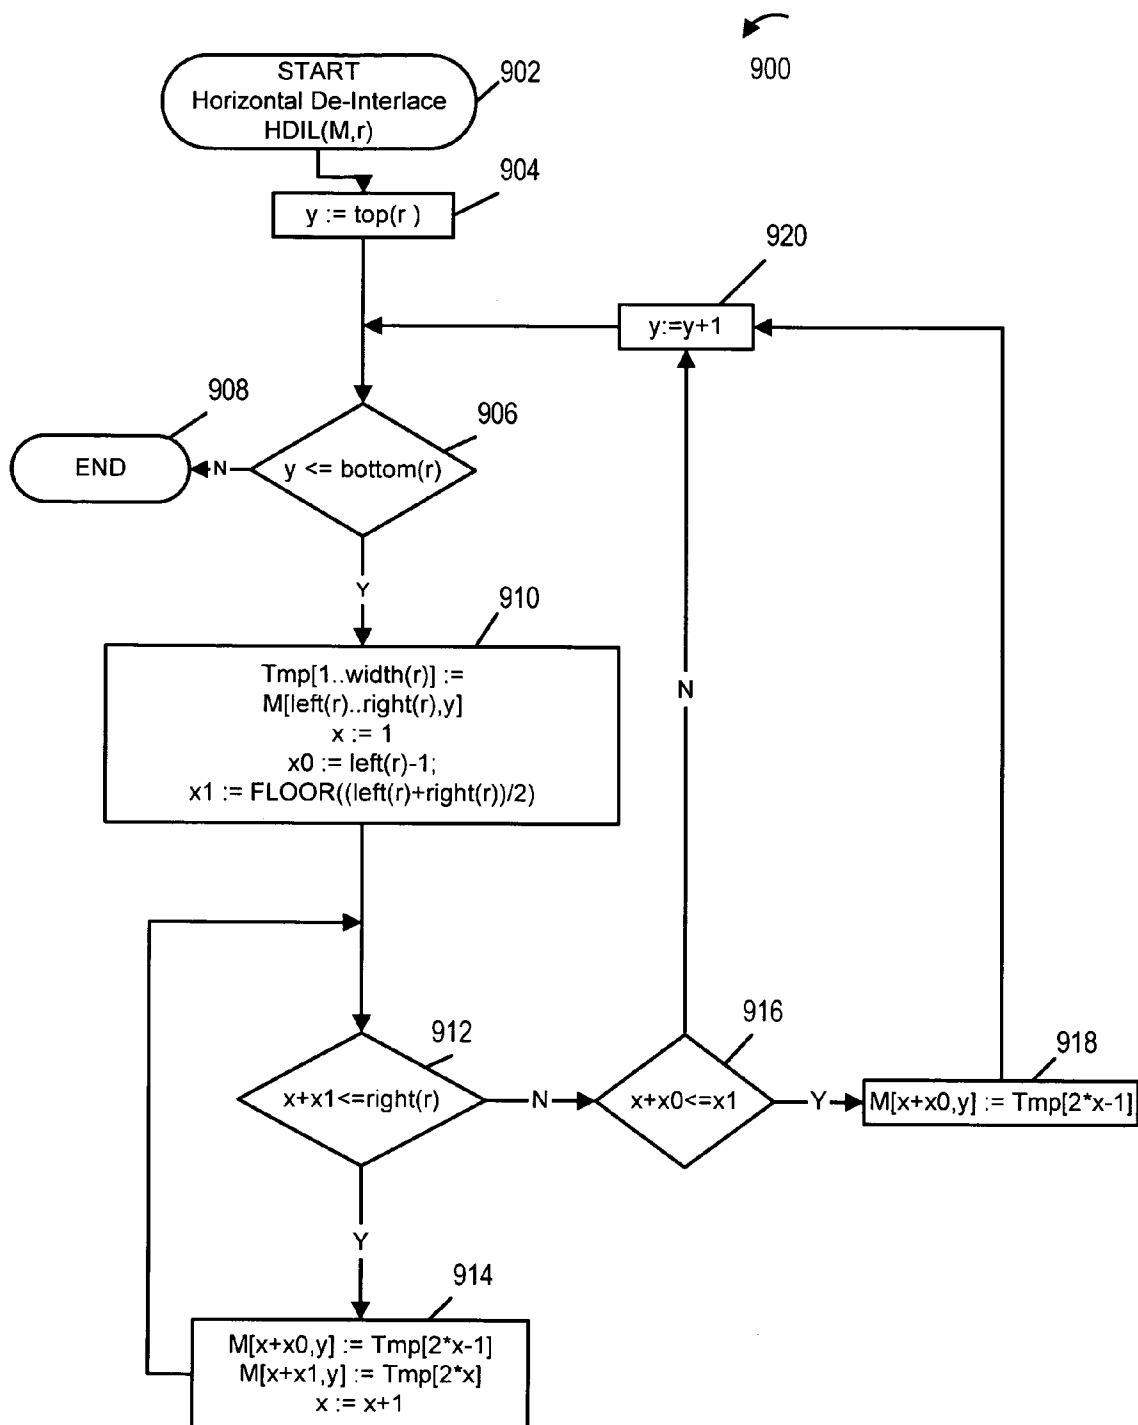 900
START
Horizontal De-Interlace
HDIL(M,r)
902
y := top(r )
904
920
y:=y+1
908
END
N
y <= bottom(r)
906
Y
910
Tmp[1..width(r)] :=
M[left(r)..right(r),y]
x := 1
x0 := left(r)-1;
x1 := FLOOR((left(r)+right(r))/2)
N
912
x+x1<=right(r)
N
916
x+x0<=x1
Y
918
M[x+x0,y] := Tmp[2*x-1]
Y
914
M[x+x0,y] := Tmp[2*x-1]
M[x+x1,y] := Tmp[2*x]
x := x+1